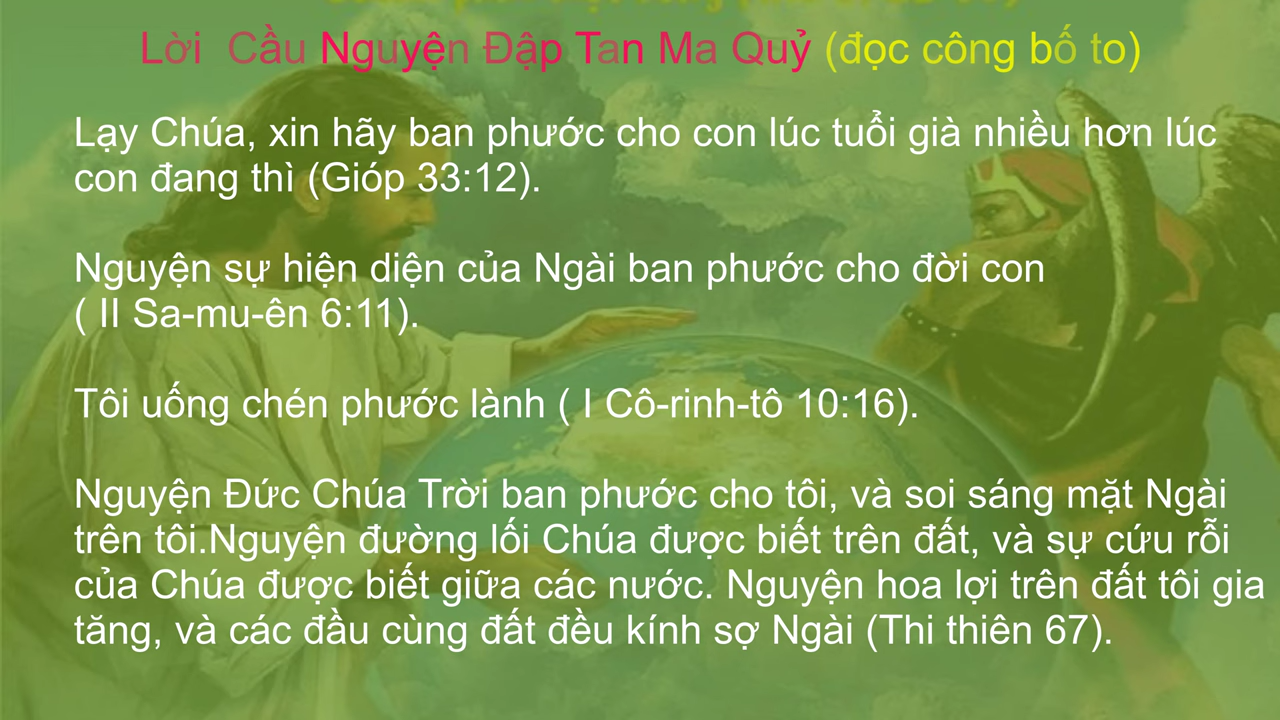 Lời  Cầu Nguyện Đập Tan Ma Quỷ (đọc công bố to)
Lạy Chúa, xin hãy ban phước cho con lúc tuổi già nhiều hơn lúc
con đang thì (Gióp 33:12).
Nguyện sự hiện diện của Ngài ban phước cho đời con
( II Sa-mu-ên 6:11).
Tôi uống chén phước lành ( I Cô-rinh-tô 10:16).
Nguyện Đức Chúa Trời ban phước cho tôi, và soi sáng mặt Ngài
trên tôi.Nguyện đường lối Chúa được biết trên đất, và sự cứu rỗi
của Chúa được biết giữa các nước. Nguyện hoa lợi trên đất tôi gia
tăng, và các đầu cùng đất đều kính sợ Ngài (Thi thiên 67).